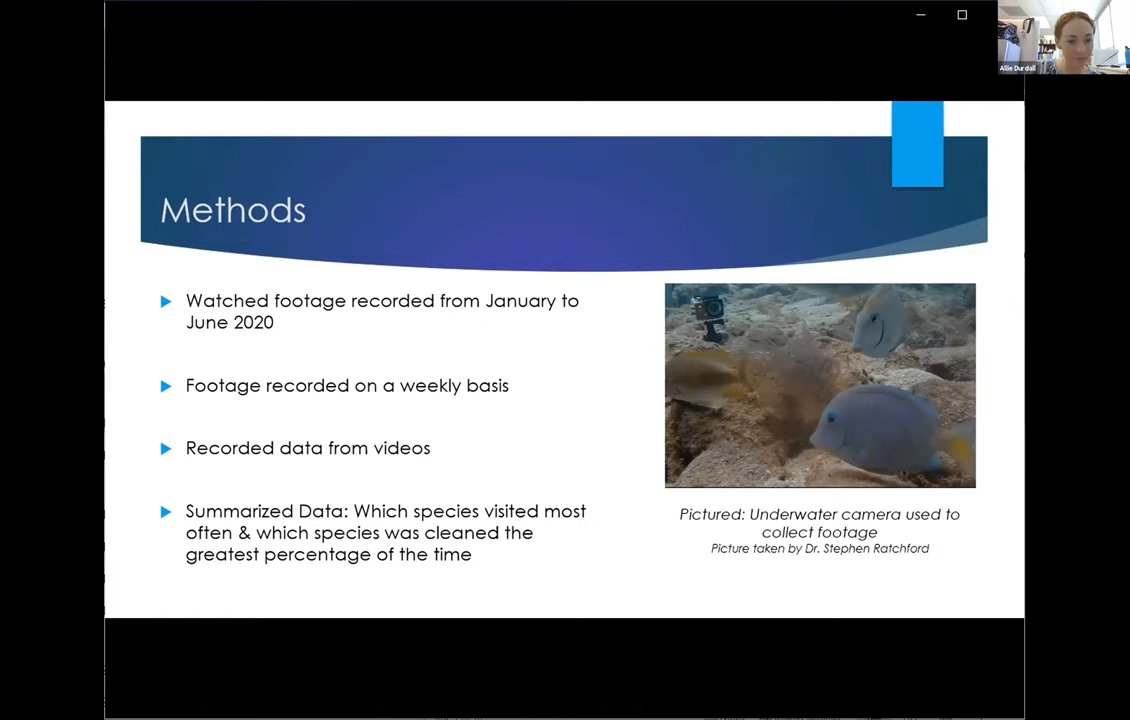 Allie Durdall
Methods
Watched footage recorded from January to
June 2020
Footage recorded on a weekly basis
Recorded data from videos
Summarized Data: Which species visited most
often & which species was cleaned the
greatest percentage of the time
Pictured: Underwater camera used to
collect footage
Picture taken by Dr. Stephen Ratchford